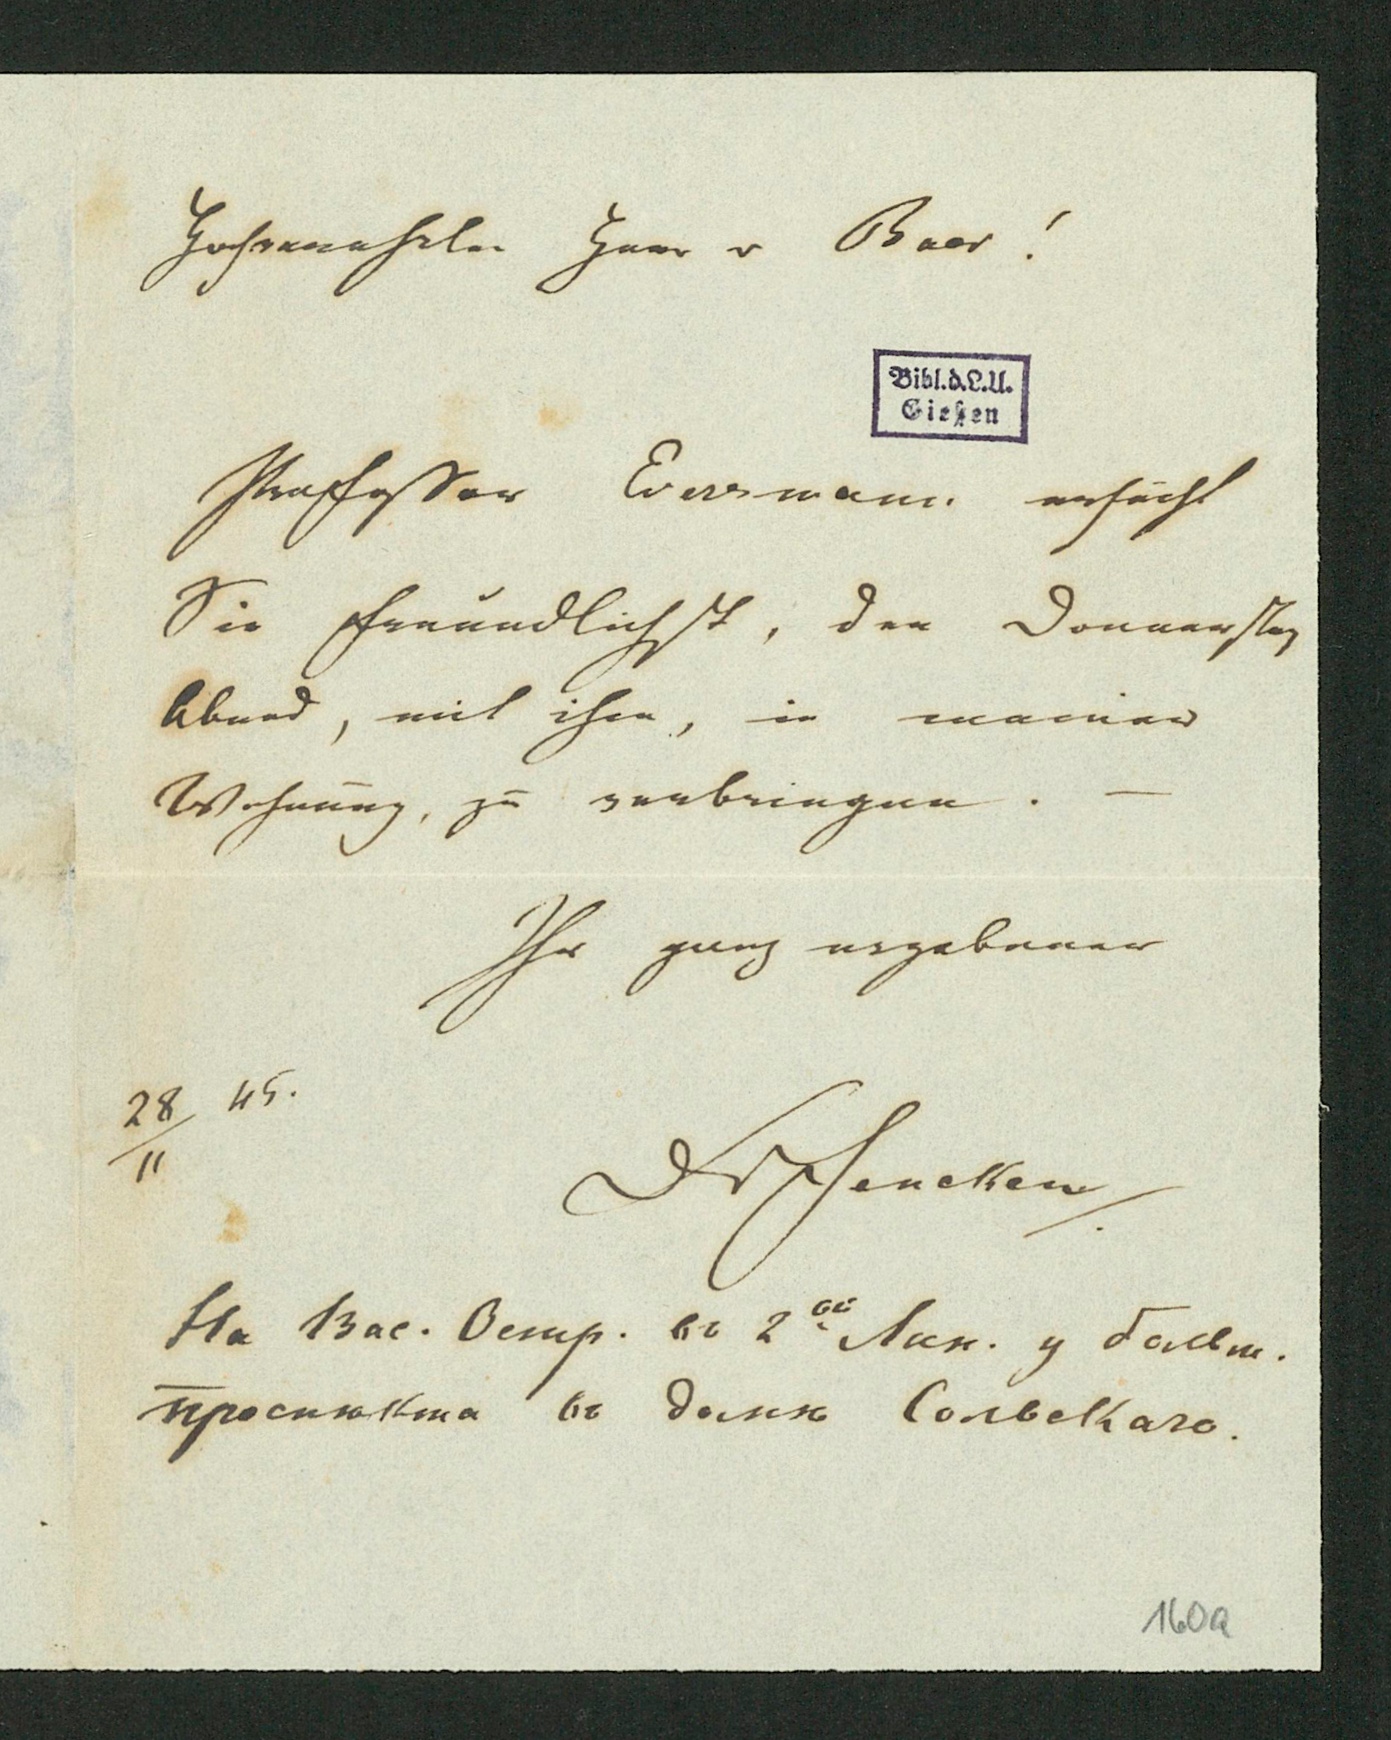 Hochverehrter Herr v Baer!
Bibl.d.L.U.
Gießen
Professor Eversmann ersucht
Sie freundlichst, den Donnerstag
Abend, mit ihm, in meiner
Wohnung, zu verbringen. —
Ihr ganz ergebener
28/11 45.
Dr
На Вас. Остр. въ 2ой Лин. у больш.
проспѣкта въ домѣ Сольскаго.
160a